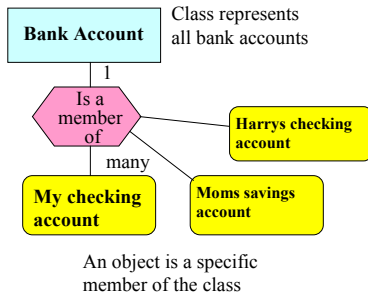 Bank Account
Class represents
all bank accounts
1
Is a
member
of
many
Harrys checking
account
My checking
account
Moms savings
account
An object is a specific
member of the class